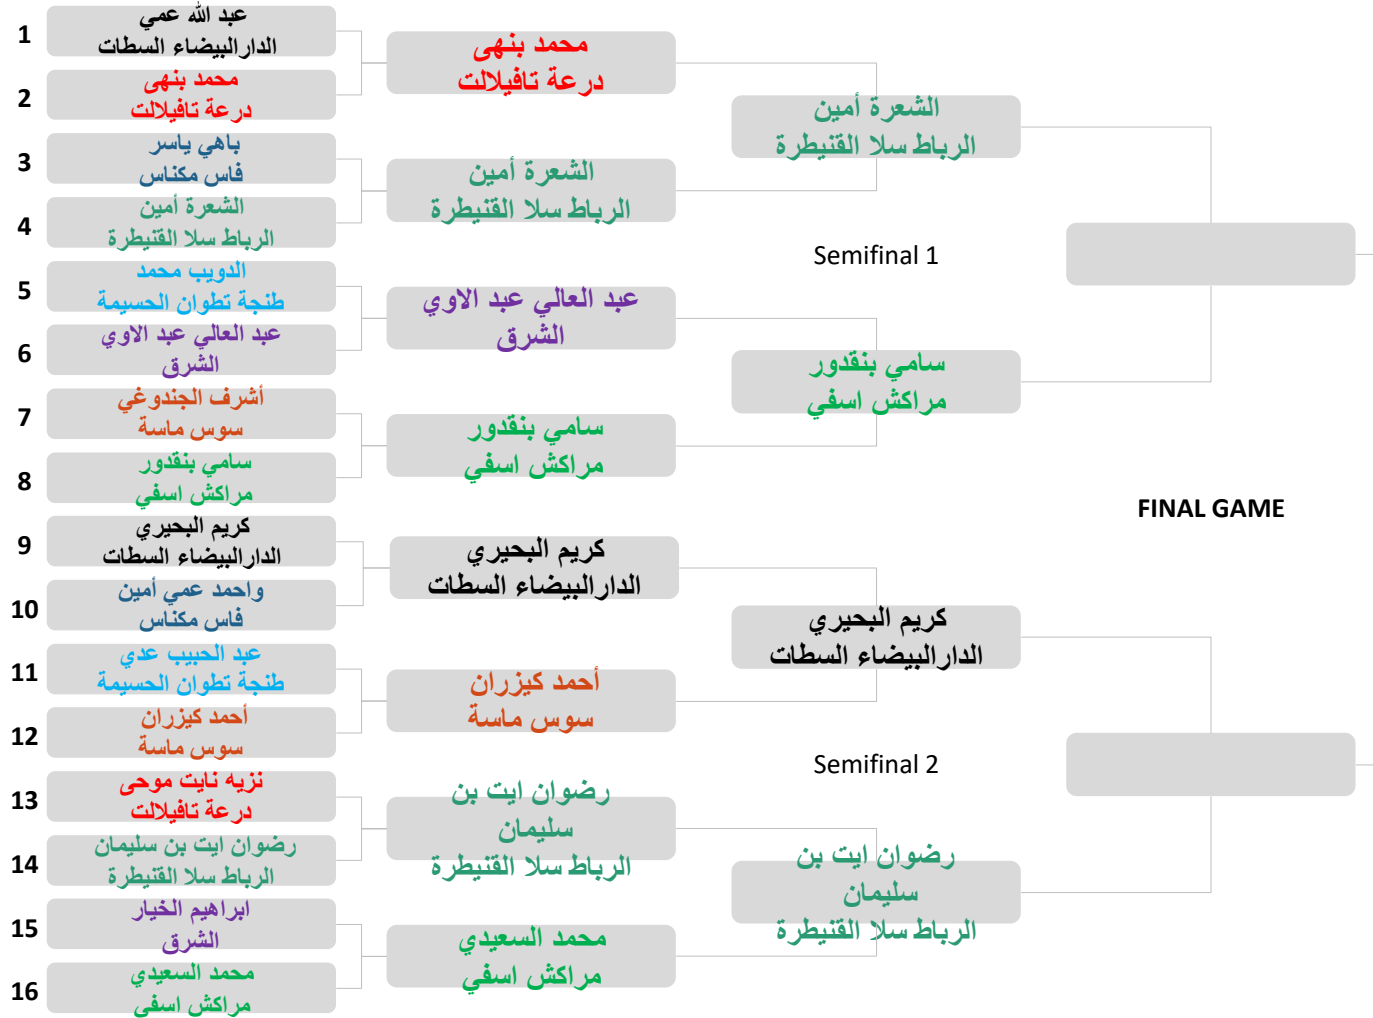 1
عبد الله عمي
الدارالبيضاء السطات
2
محمد بنهى
درعة تافيلالت
3
باهي ياسر
فاس مكناس
4
الشعرة أمين
الرباط سلا القنيطرة
5
الدويب محمد
طنجة تطوان الحسيمة
6
عبد العالي عبد الاوي
الشرق
7
أشرف الجندوغي
سوس ماسة
8
سامي بنقدور
مراكش اسفي
9
كريم البحيري
الدارالبيضاء السطات
10
واحمد عمي أمين
فاس مكناس
11
عبد الحبيب عدي
طنجة تطوان الحسيمة
12
أحمد كيزران
سوس ماسة
13
نزيه نايت موحى
درعة تافيلالت
14
رضوان ايت بن سليمان
الرباط سلا القنيطرة
15
ابراهيم الخيار
الشرق
16
محمد السعيدي
مراكش اسفي
محمد بنهى
درعة تافيلالت
الشعرة أمين
الرباط سلا القنيطرة
عبد العالي عبد الاوي
الشرق
سامي بنقدور
مراكش اسفي
كريم البحيري
الدارالبيضاء السطات
أحمد كيزران
سوس ماسة
رضوان ايت بن
سليمان
الرباط سلا القنيطرة
محمد السعيدي
مراكش اسفي
الشعرة أمين
الرباط سلا القنيطرة
Semifinal 1
سامي بنقدور
مراكش اسفي
كريم البحيري
الدارالبيضاء السطات
Semifinal 2
رضوان ايت بن
سليمان
الرباط سلا القنيطرة
FINAL GAME